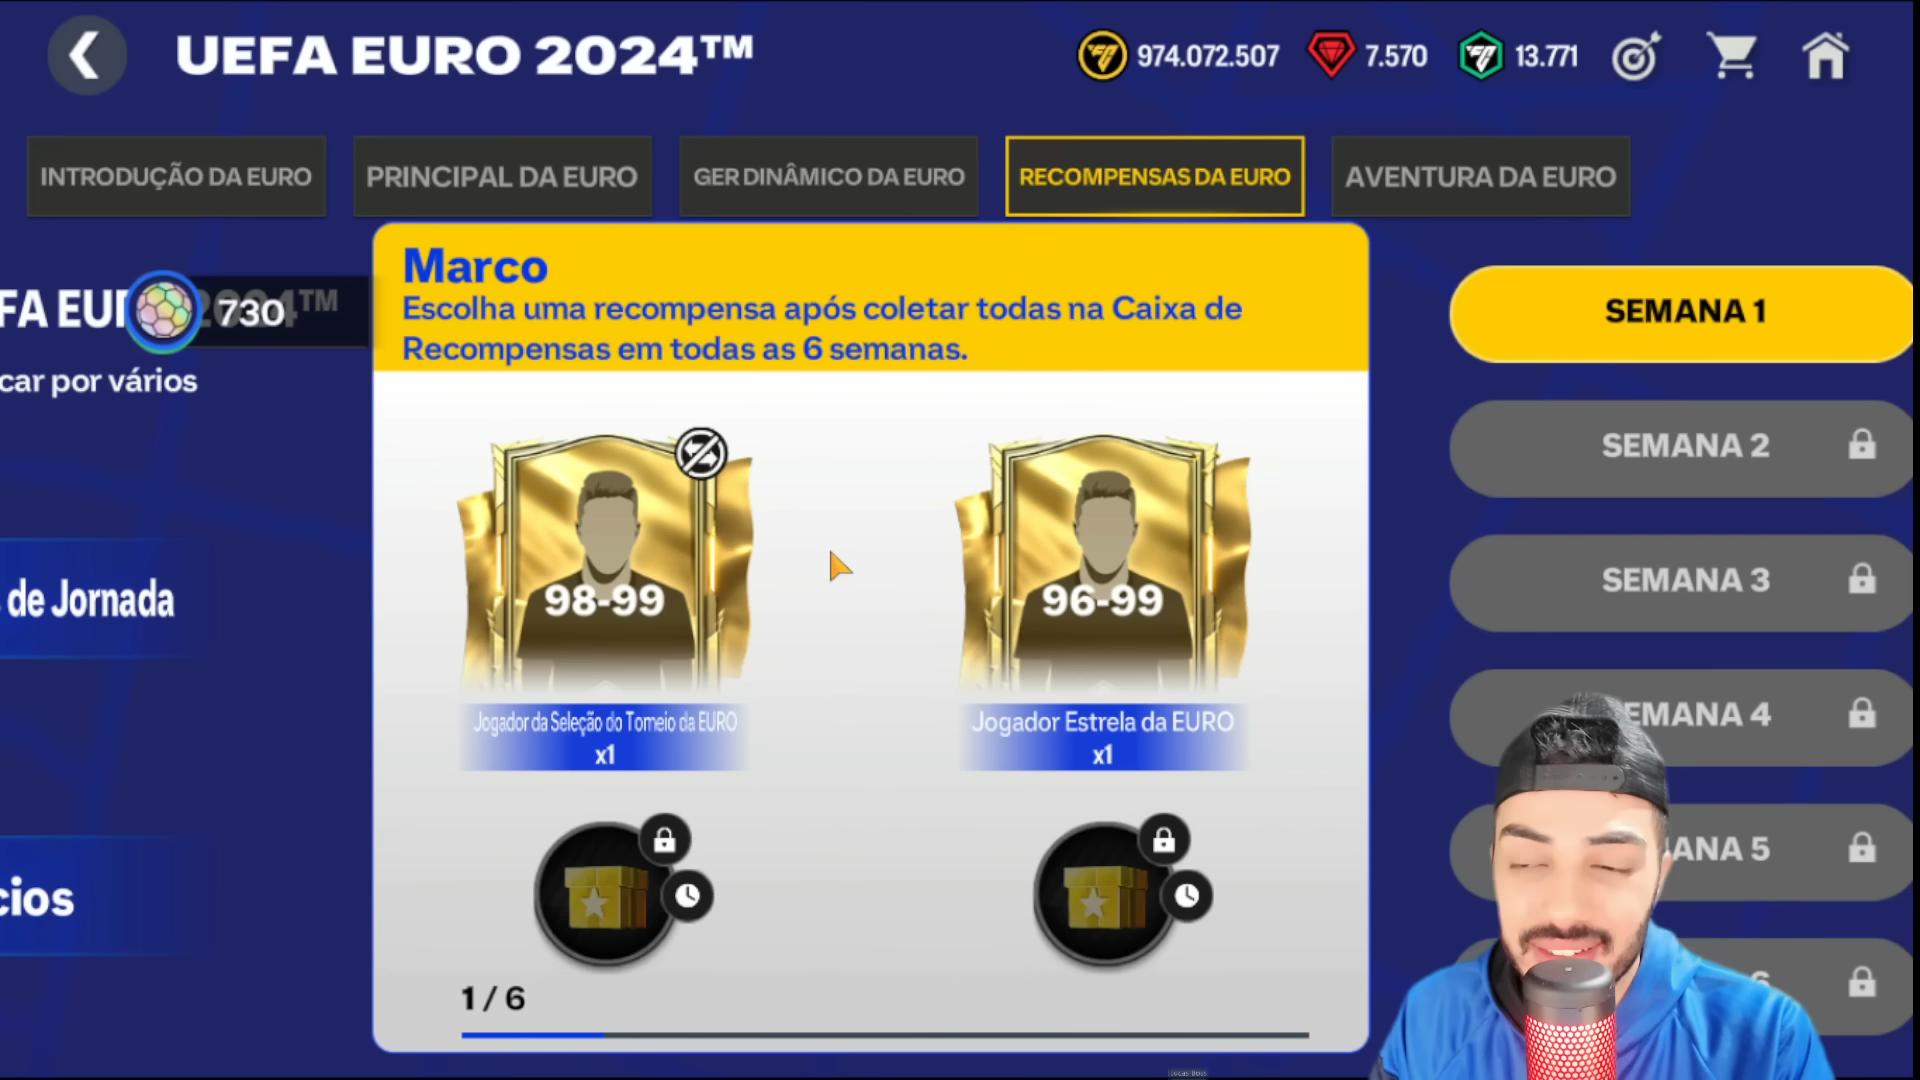 UEFA EURO 2024™
974.072.507
7.570
13.771
INTRODUÇÃO DA EURO
PRINCIPAL DA EURO
GER DINÂMICO DA EURO
RECOMPENSAS DA EURO
AVENTURA DA EURO
FA EUR 2024™
730
car por vários
de Jornada
cios
Marco
Escolha uma recompensa após coletar todas na Caixa de
Recompensas em todas as 6 semanas.
98-99
Jogador da Seleção do Torneio da EURO
x1
96-99
Jogador Estrela da EURO
x1
1 / 6
SEMANA 1
SEMANA 2
SEMANA 3
EMANA 4
ANA 5
6